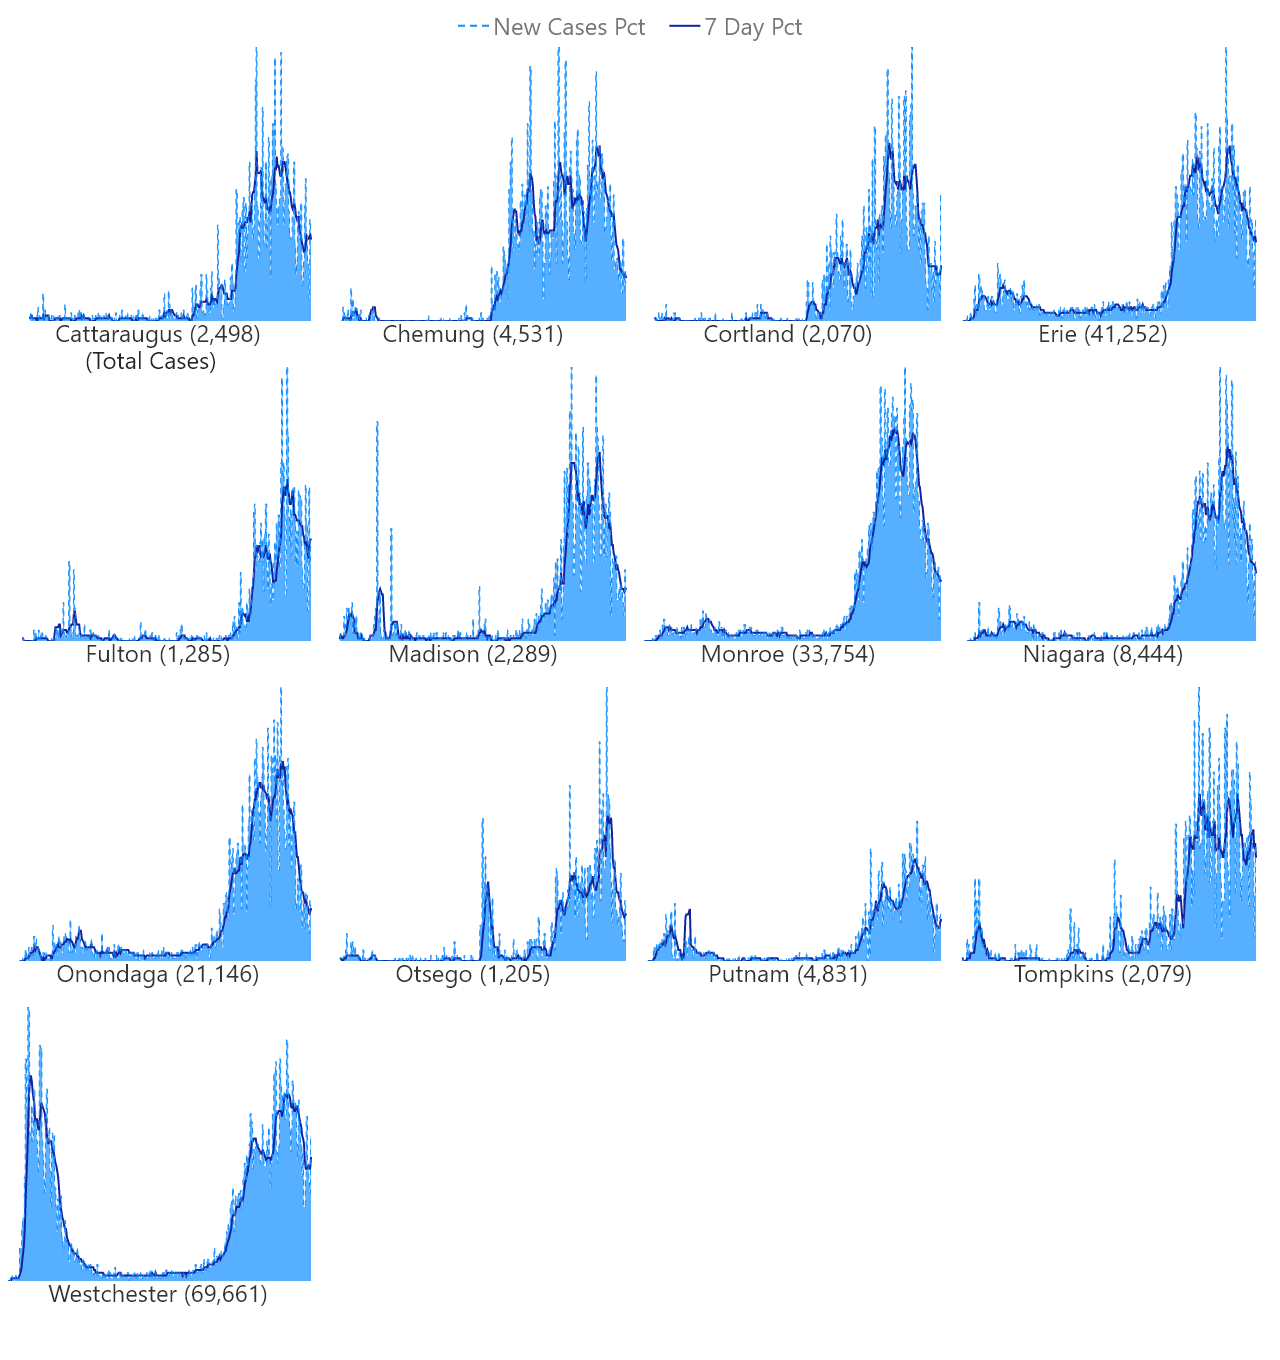 New Cases Pct 7 Day Pct
Cattaraugus (2,498) Chemung (4,531) Cortland (2,070) Erie (41,252)
(Total Cases)
Fulton (1,285) Madison (2,289) Monroe (33,754) Niagara (8,444)
Onondaga (21,146) Otsego (1,205) Putnam (4,831) Tompkins (2,079)
Westchester (69,661)